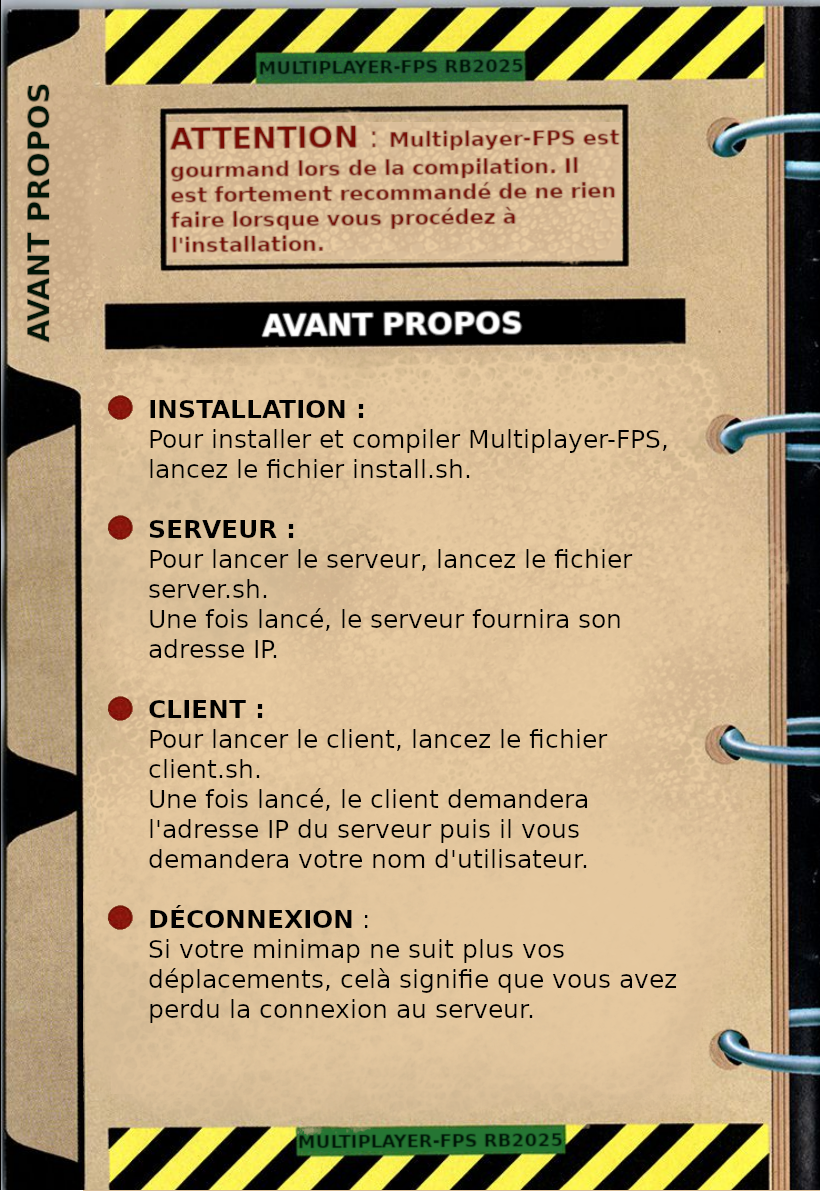 MULTIPLAYER-FPS RB2025
AVANT PROPOS
ATTENTION : Multiplayer-FPS est
gourmand lors de la compilation. Il
est fortement recommandé de ne rien
faire lorsque vous procédez à
l'installation.
AVANT PROPOS
INSTALLATION :
Pour installer et compiler Multiplayer-FPS,
lancez le fichier install.sh.
SERVEUR :
Pour lancer le serveur, lancez le fichier
server.sh.
Une fois lancé, le serveur fournira son
adresse IP.
CLIENT :
Pour lancer le client, lancez le fichier
client.sh.
Une fois lancé, le client demandera
l'adresse IP du serveur puis il vous
demandera votre nom d'utilisateur.
DÉCONNEXION :
Si votre minimap ne suit plus vos
déplacements, celà signifie que vous avez
perdu la connexion au serveur.
MULTIPLAYER-FPS RB2025